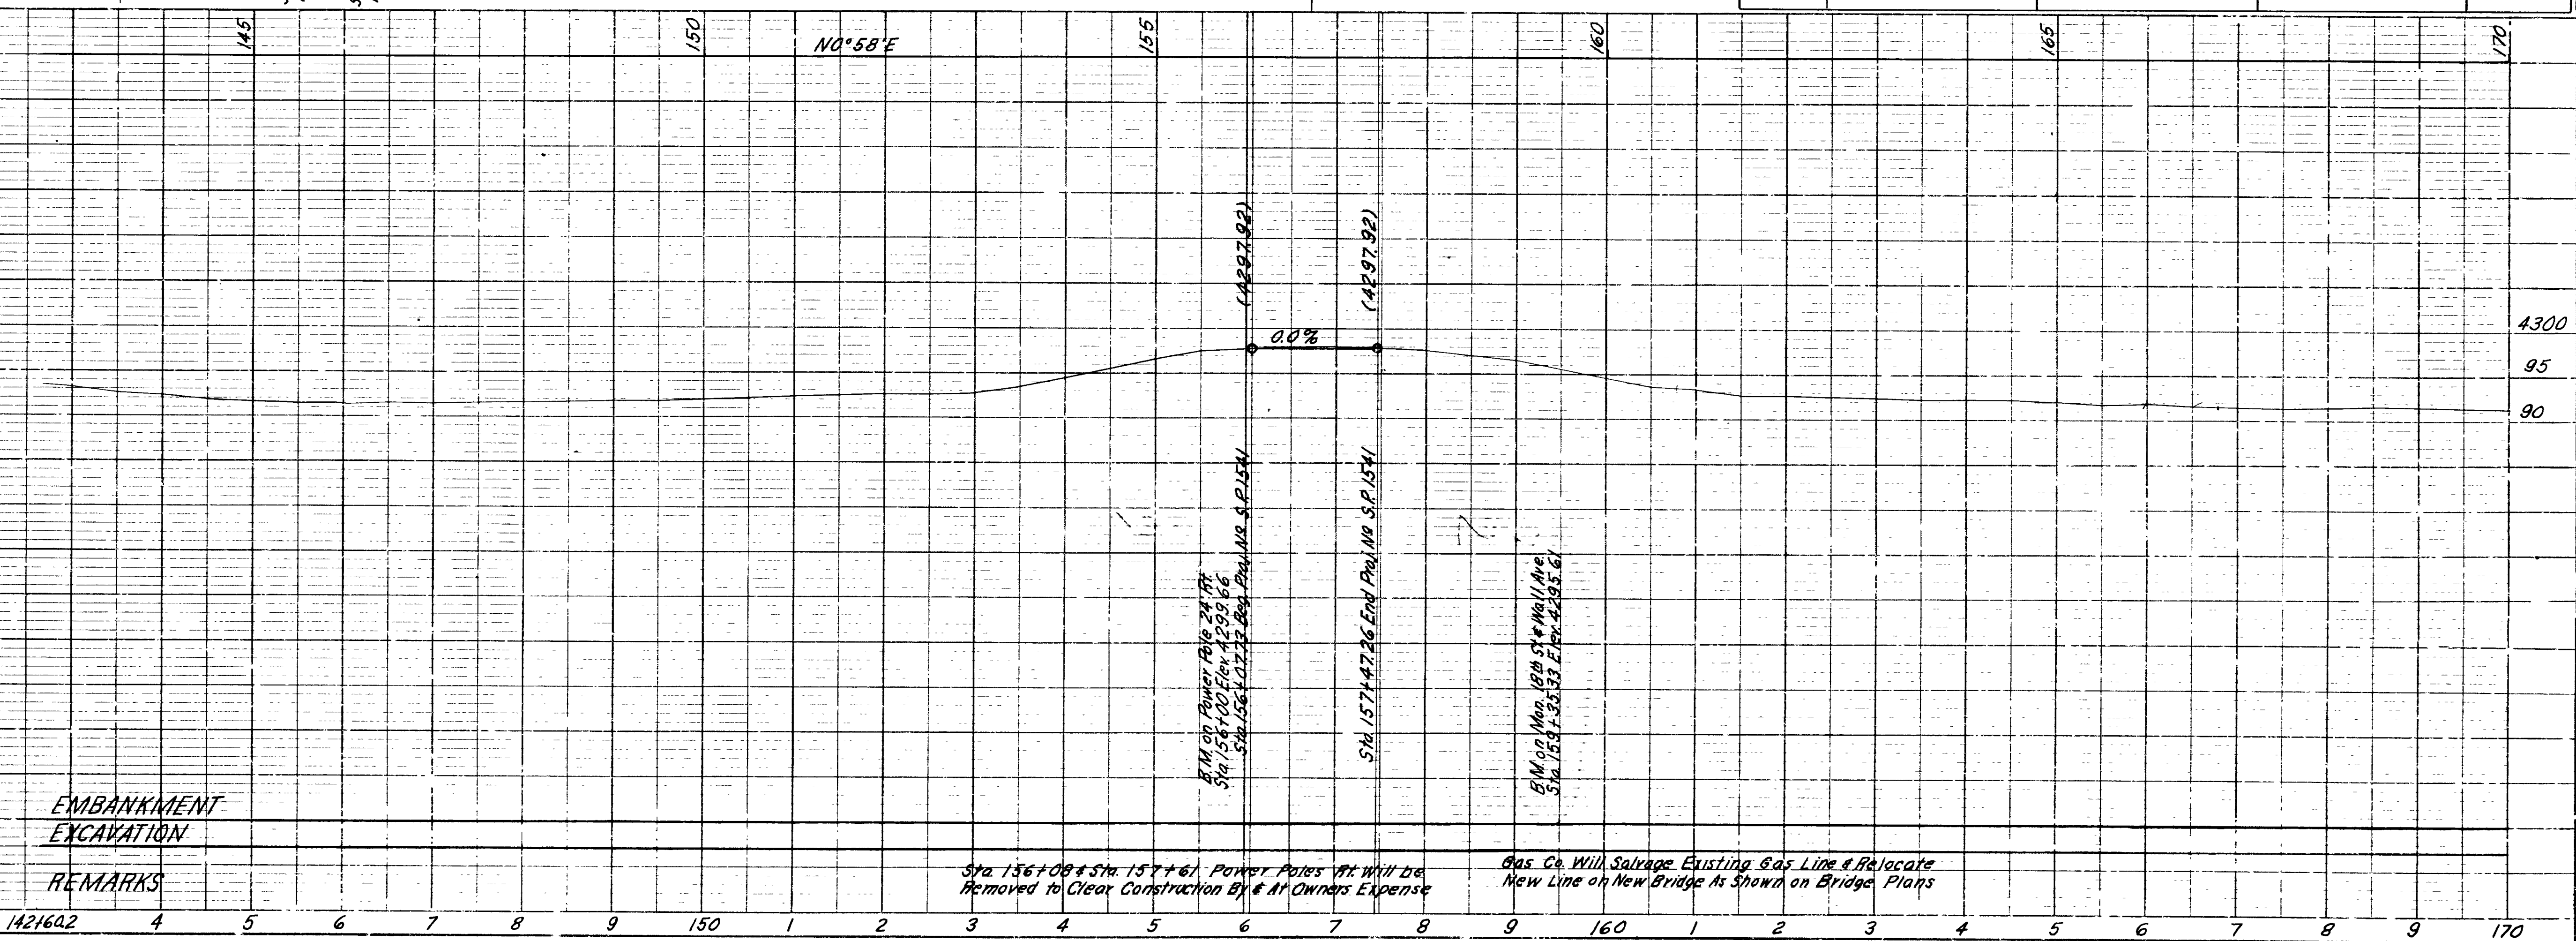 145
150
N0°58'E
155
160
165
170
(4297.92)
(4297.92)
0.0%
4300
95
90
B.M. on Power Pole 24' Rt.
Sta. 156+00 Elev. 4299.66
Sta. 156+07.73 Beg. Proj. No S.P. 1541
Sta. 157+47.26 End Proj. No S.P. 1541
B.M. on Mon. 18th St. & Wall Ave.
Sta. 159+35.33 Elev. 4295.61
EMBANKMENT
EXCAVATION
REMARKS
Sta. 156+08 & Sta. 157+61 Power Poles Rt. Will be
Removed to Clear Construction By & At Owners Expense
Gas Co. Will Salvage Existing Gas Line & Relocate
New Line on New Bridge As Shown on Bridge Plans
142+60.2 4 5 6 7 8 9 150 1 2 3 4 5 6 7 8 9 160 1 2 3 4 5 6 7 8 9 170